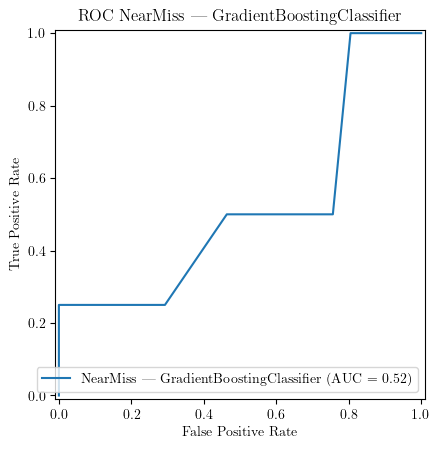 ROC NearMiss — GradientBoostingClassifier
1.0
0.8
0.6
0.4
0.2
0.0
True Positive Rate
NearMiss — GradientBoostingClassifier (AUC = 0.52)
0.0 0.2 0.4 0.6 0.8 1.0
False Positive Rate